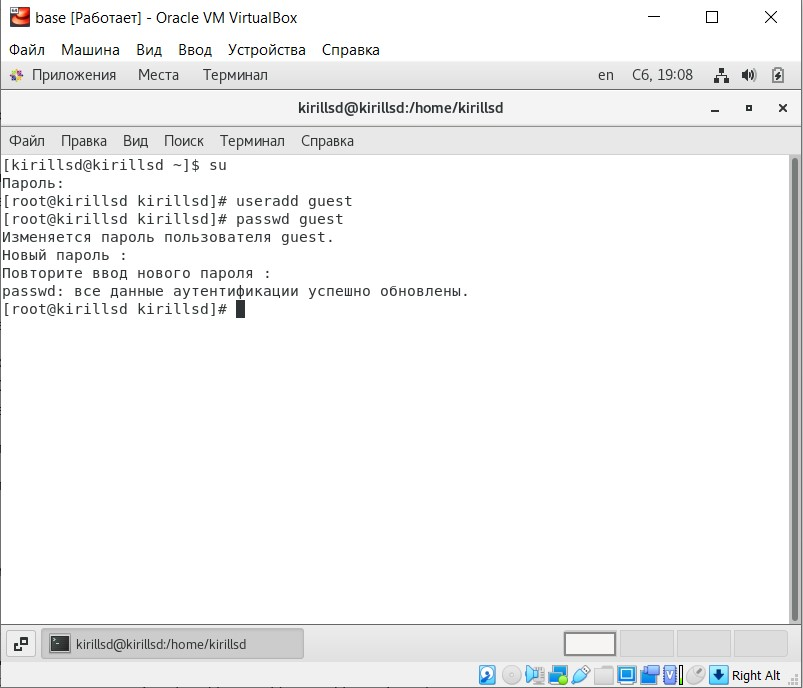 base [Работает] - Oracle VM VirtualBox
Файл Машина Вид Ввод Устройства Справка
Приложения Места Терминал en Сб, 19:08
kirillsd@kirillsd:/home/kirillsd
Файл Правка Вид Поиск Терминал Справка
[kirillsd@kirillsd ~]$ su
Пароль:
[root@kirillsd kirillsd]# useradd guest
[root@kirillsd kirillsd]# passwd guest
Изменяется пароль пользователя guest.
Новый пароль :
Повторите ввод нового пароля :
passwd: все данные аутентификации успешно обновлены.
[root@kirillsd kirillsd]#
kirillsd@kirillsd:/home/kirillsd
Right Alt